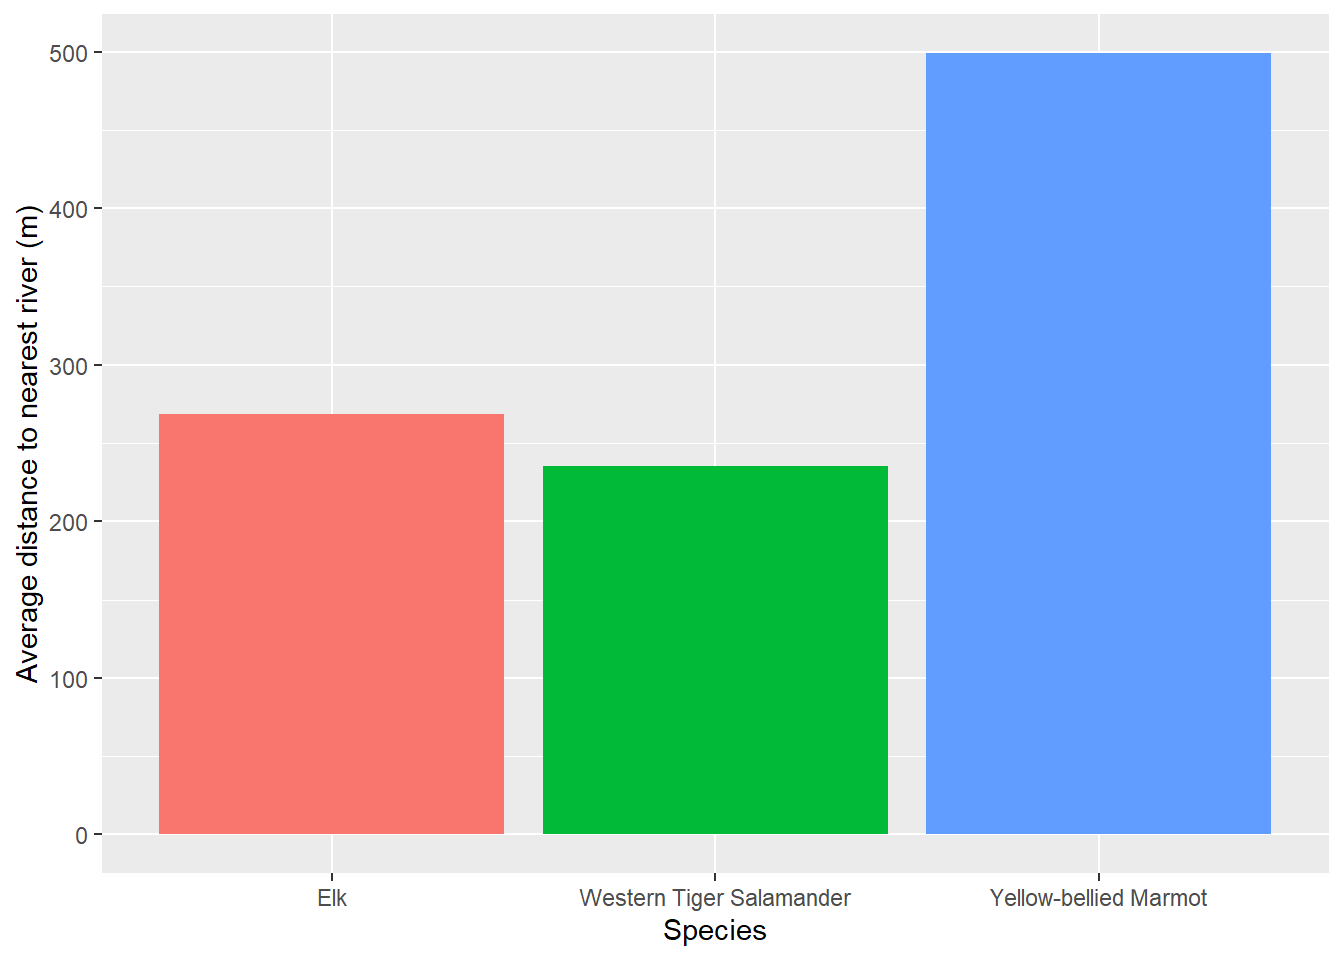 Average distance to nearest river (m)
500
400
300
200
100
0
Elk
Western Tiger Salamander
Yellow-bellied Marmot
Species